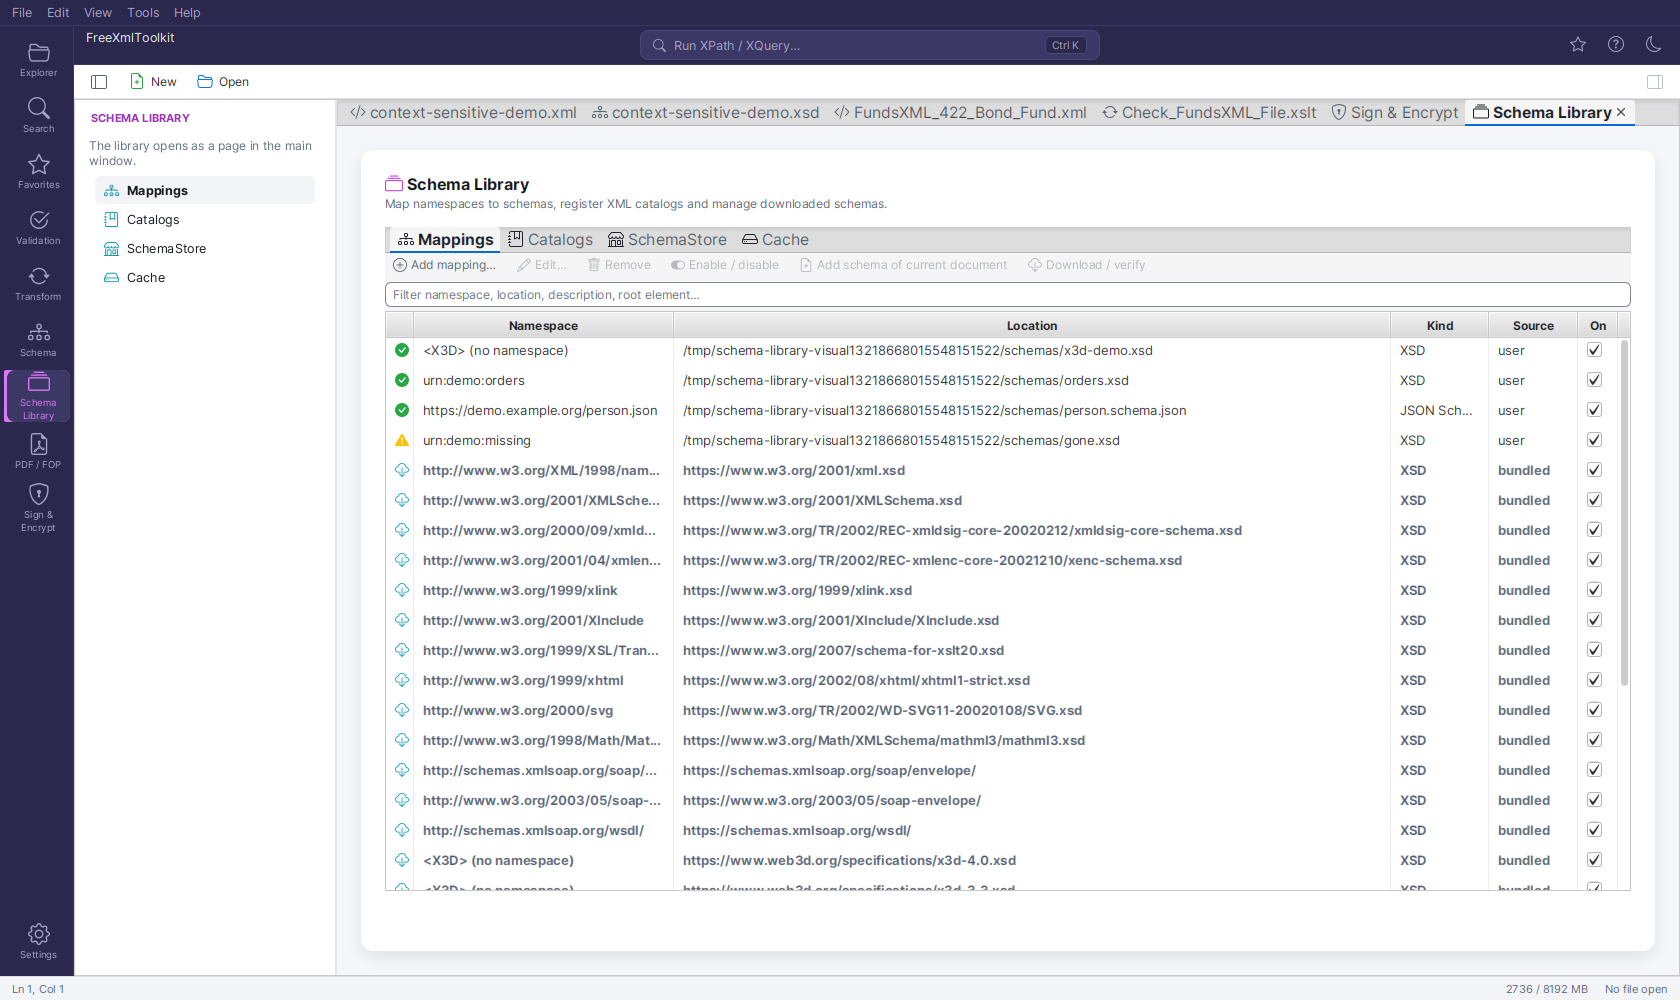 File Edit View Tools Help
FreeXmlToolkit
Run XPath / XQuery... Ctrl K
New Open
Explorer
Search
Favorites
Validation
Transform
Schema
Schema
Library
PDF / FOP
Sign &
Encrypt
Settings
SCHEMA LIBRARY
The library opens as a page in the main
window.
Mappings
Catalogs
SchemaStore
Cache
context-sensitive-demo.xml context-sensitive-demo.xsd FundsXML_422_Bond_Fund.xml Check_FundsXML_File.xslt Sign & Encrypt Schema Library
Schema Library
Map namespaces to schemas, register XML catalogs and manage downloaded schemas.
Mappings Catalogs SchemaStore Cache
Add mapping... Edit... Remove Enable / disable Add schema of current document Download / verify
Filter namespace, location, description, root element...
Namespace Location Kind Source On
<X3D> (no namespace) /tmp/schema-library-visual13218668015548151522/schemas/x3d-demo.xsd XSD user
urn:demo:orders /tmp/schema-library-visual13218668015548151522/schemas/orders.xsd XSD user
https://demo.example.org/person.json /tmp/schema-library-visual13218668015548151522/schemas/person.schema.json JSON Sch... user
urn:demo:missing /tmp/schema-library-visual13218668015548151522/schemas/gone.xsd XSD user
http://www.w3.org/XML/1998/nam... https://www.w3.org/2001/xml.xsd XSD bundled
http://www.w3.org/2001/XMLSche... https://www.w3.org/2001/XMLSchema.xsd XSD bundled
http://www.w3.org/2000/09/xmld... https://www.w3.org/TR/2002/REC-xmldsig-core-20020212/xmldsig-core-schema.xsd XSD bundled
http://www.w3.org/2001/04/xmlen... https://www.w3.org/TR/2002/REC-xmlenc-core-20021210/xenc-schema.xsd XSD bundled
http://www.w3.org/1999/xlink https://www.w3.org/1999/xlink.xsd XSD bundled
http://www.w3.org/2001/XInclude https://www.w3.org/2001/XInclude/XInclude.xsd XSD bundled
http://www.w3.org/1999/XSL/Tran... https://www.w3.org/2007/schema-for-xslt20.xsd XSD bundled
http://www.w3.org/1999/xhtml https://www.w3.org/2002/08/xhtml/xhtml1-strict.xsd XSD bundled
http://www.w3.org/2000/svg https://www.w3.org/TR/2002/WD-SVG11-20020108/SVG.xsd XSD bundled
http://www.w3.org/1998/Math/Mat... https://www.w3.org/Math/XMLSchema/mathml3/mathml3.xsd XSD bundled
http://schemas.xmlsoap.org/soap/... https://schemas.xmlsoap.org/soap/envelope/ XSD bundled
http://www.w3.org/2003/05/soap-... https://www.w3.org/2003/05/soap-envelope/ XSD bundled
http://schemas.xmlsoap.org/wsdl/ https://schemas.xmlsoap.org/wsdl/ XSD bundled
<X3D> (no namespace) https://www.web3d.org/specifications/x3d-4.0.xsd XSD bundled
<X3D> (no namespace) https://www.web3d.org/specifications/x3d-3.3.xsd XSD bundled
Ln 1, Col 1 2736 / 8192 MB No file open